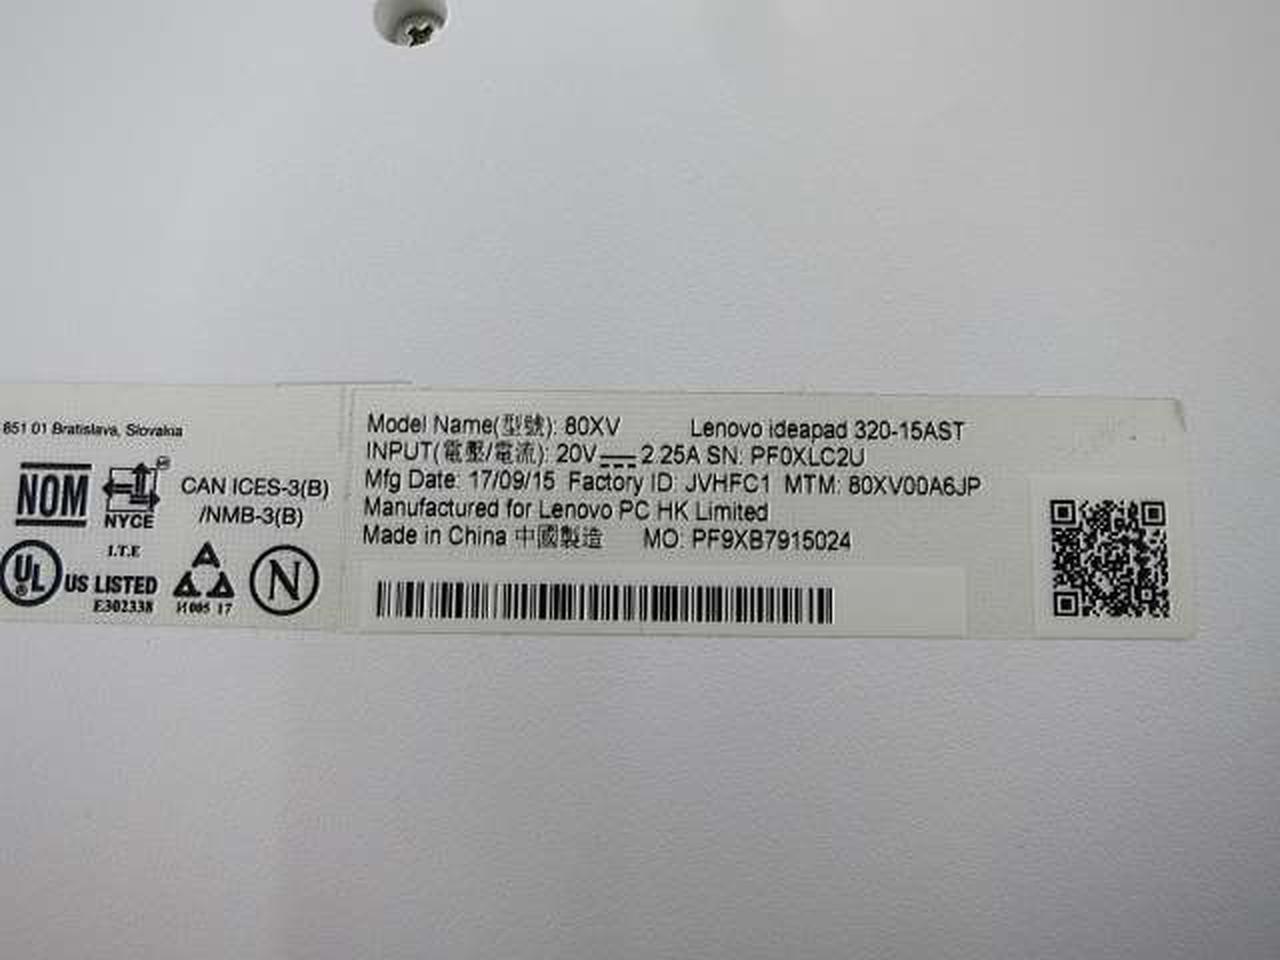 851 01 Bratislava, Slovakia
NOM
NYCE
CAN ICES-3(B)
/NMB-3(B)
UL
I.T.E
US LISTED
E302338
005 17
N
Model Name(型號): 80XV Lenovo ideapad 320-15AST
INPUT(電壓/電流): 20V 2.25A SN: PF0XLC2U
Mfg Date: 17/09/15 Factory ID: JVHFC1 MTM: 80XV00A6JP
Manufactured for Lenovo PC HK Limited
Made in China 中國製造 MO: PF9XB7915024